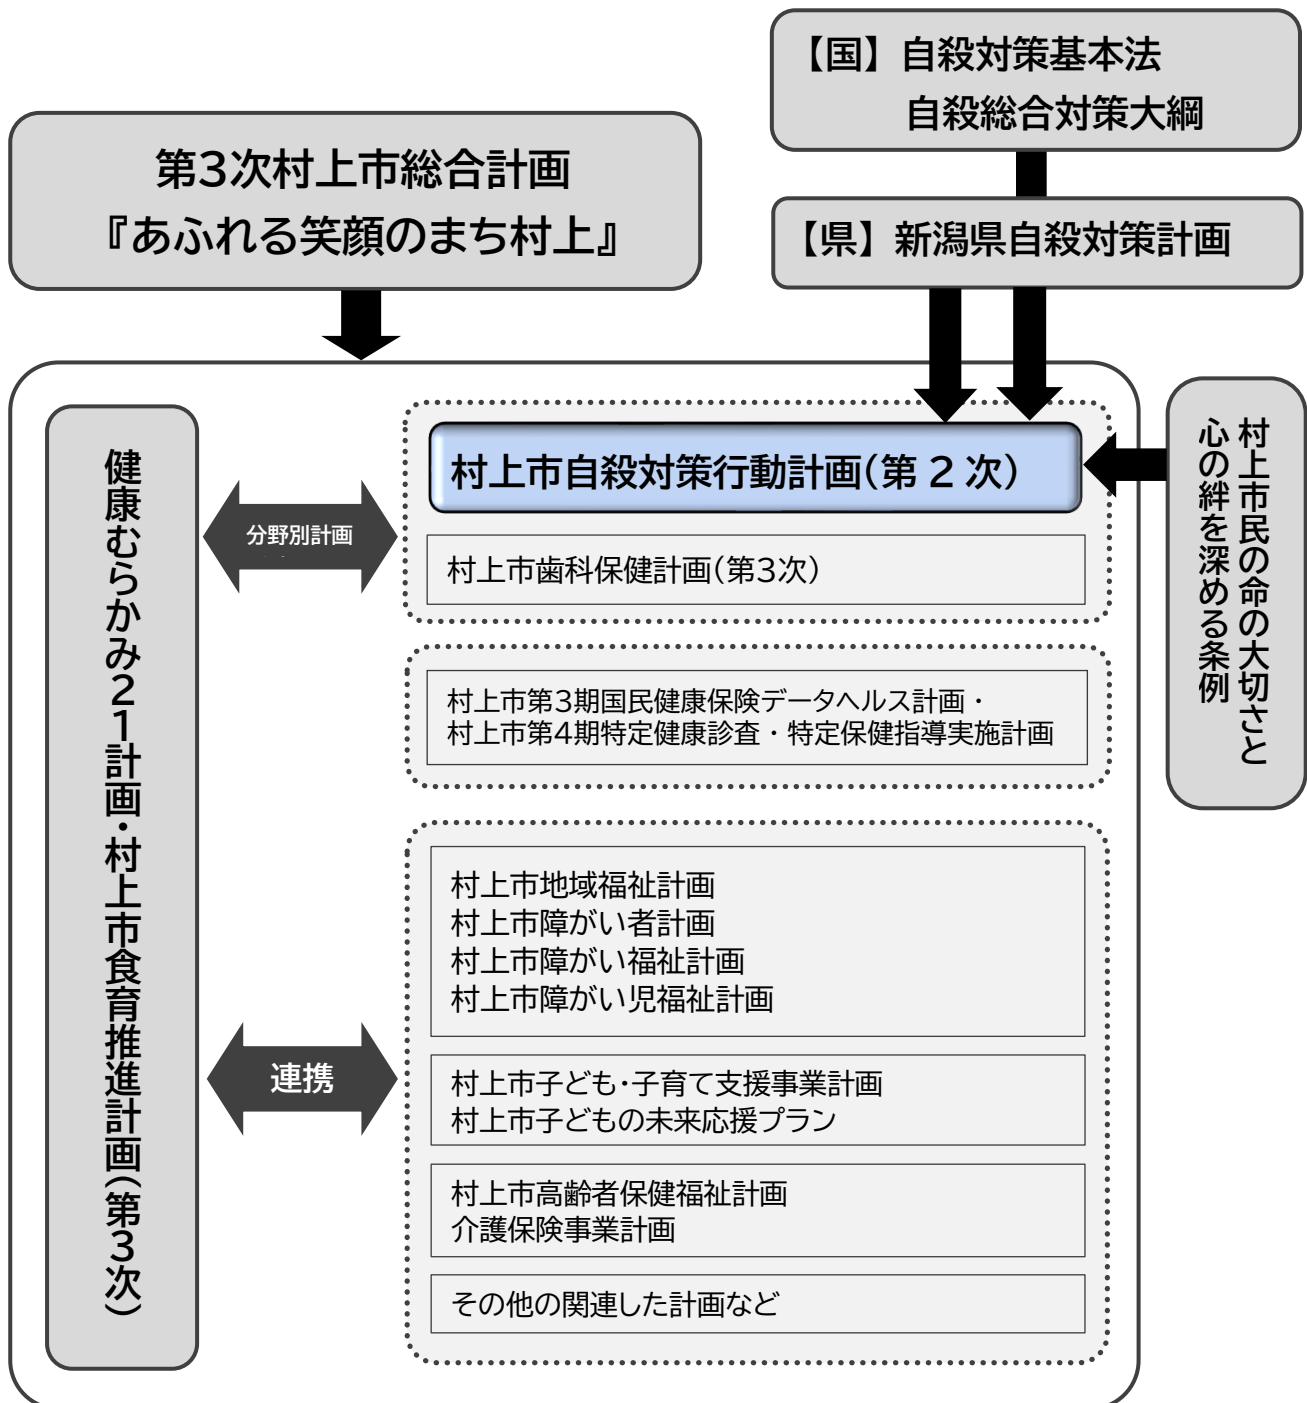 【国】自殺対策基本法
自殺総合対策大綱
第3次村上市総合計画
『あふれる笑顔のまち村上』
【県】新潟県自殺対策計画
健康むらかみ21計画・村上市食育推進計画(第3次)
分野別計画
村上市自殺対策行動計画(第2次)
村上市歯科保健計画(第3次)
村上市第3期国民健康保険データヘルス計画・
村上市第4期特定健康診査・特定保健指導実施計画
村上市民の命の大切さと
心の絆を深める条例
連携
村上市地域福祉計画
村上市障がい者計画
村上市障がい福祉計画
村上市障がい児福祉計画
村上市子ども・子育て支援事業計画
村上市子どもの未来応援プラン
村上市高齢者保健福祉計画
介護保険事業計画
その他の関連した計画など